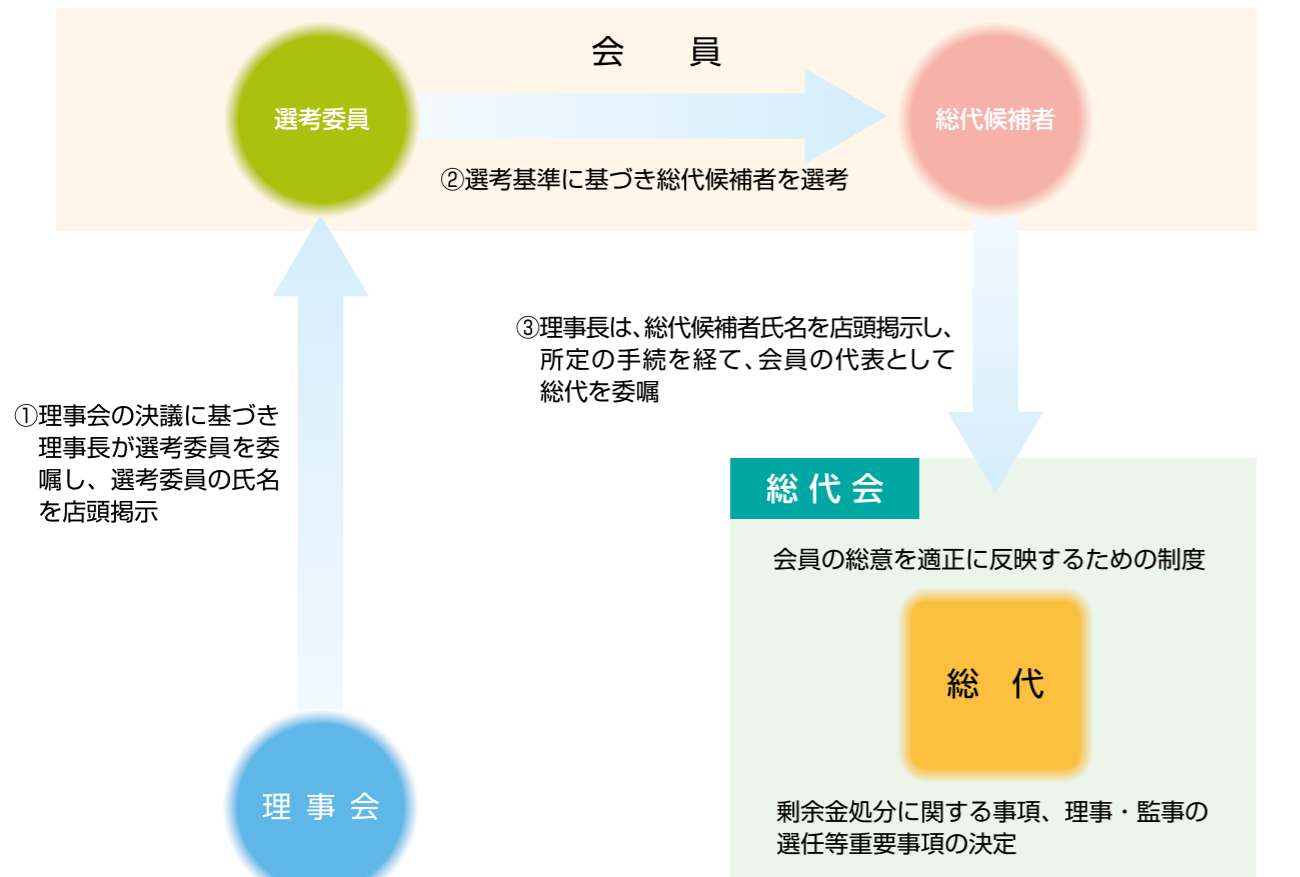 会　員
選考委員
総代候補者
②選考基準に基づき総代候補者を選考
③理事長は、総代候補者氏名を店頭掲示し、
所定の手続を経て、会員の代表として
総代を委嘱
①理事会の決議に基づき
理事長が選考委員を委
嘱し、選考委員の氏名
を店頭掲示
総代会
会員の総意を適正に反映するための制度
総　代
理事会
剰余金処分に関する事項、理事・監事の
選任等重要事項の決定